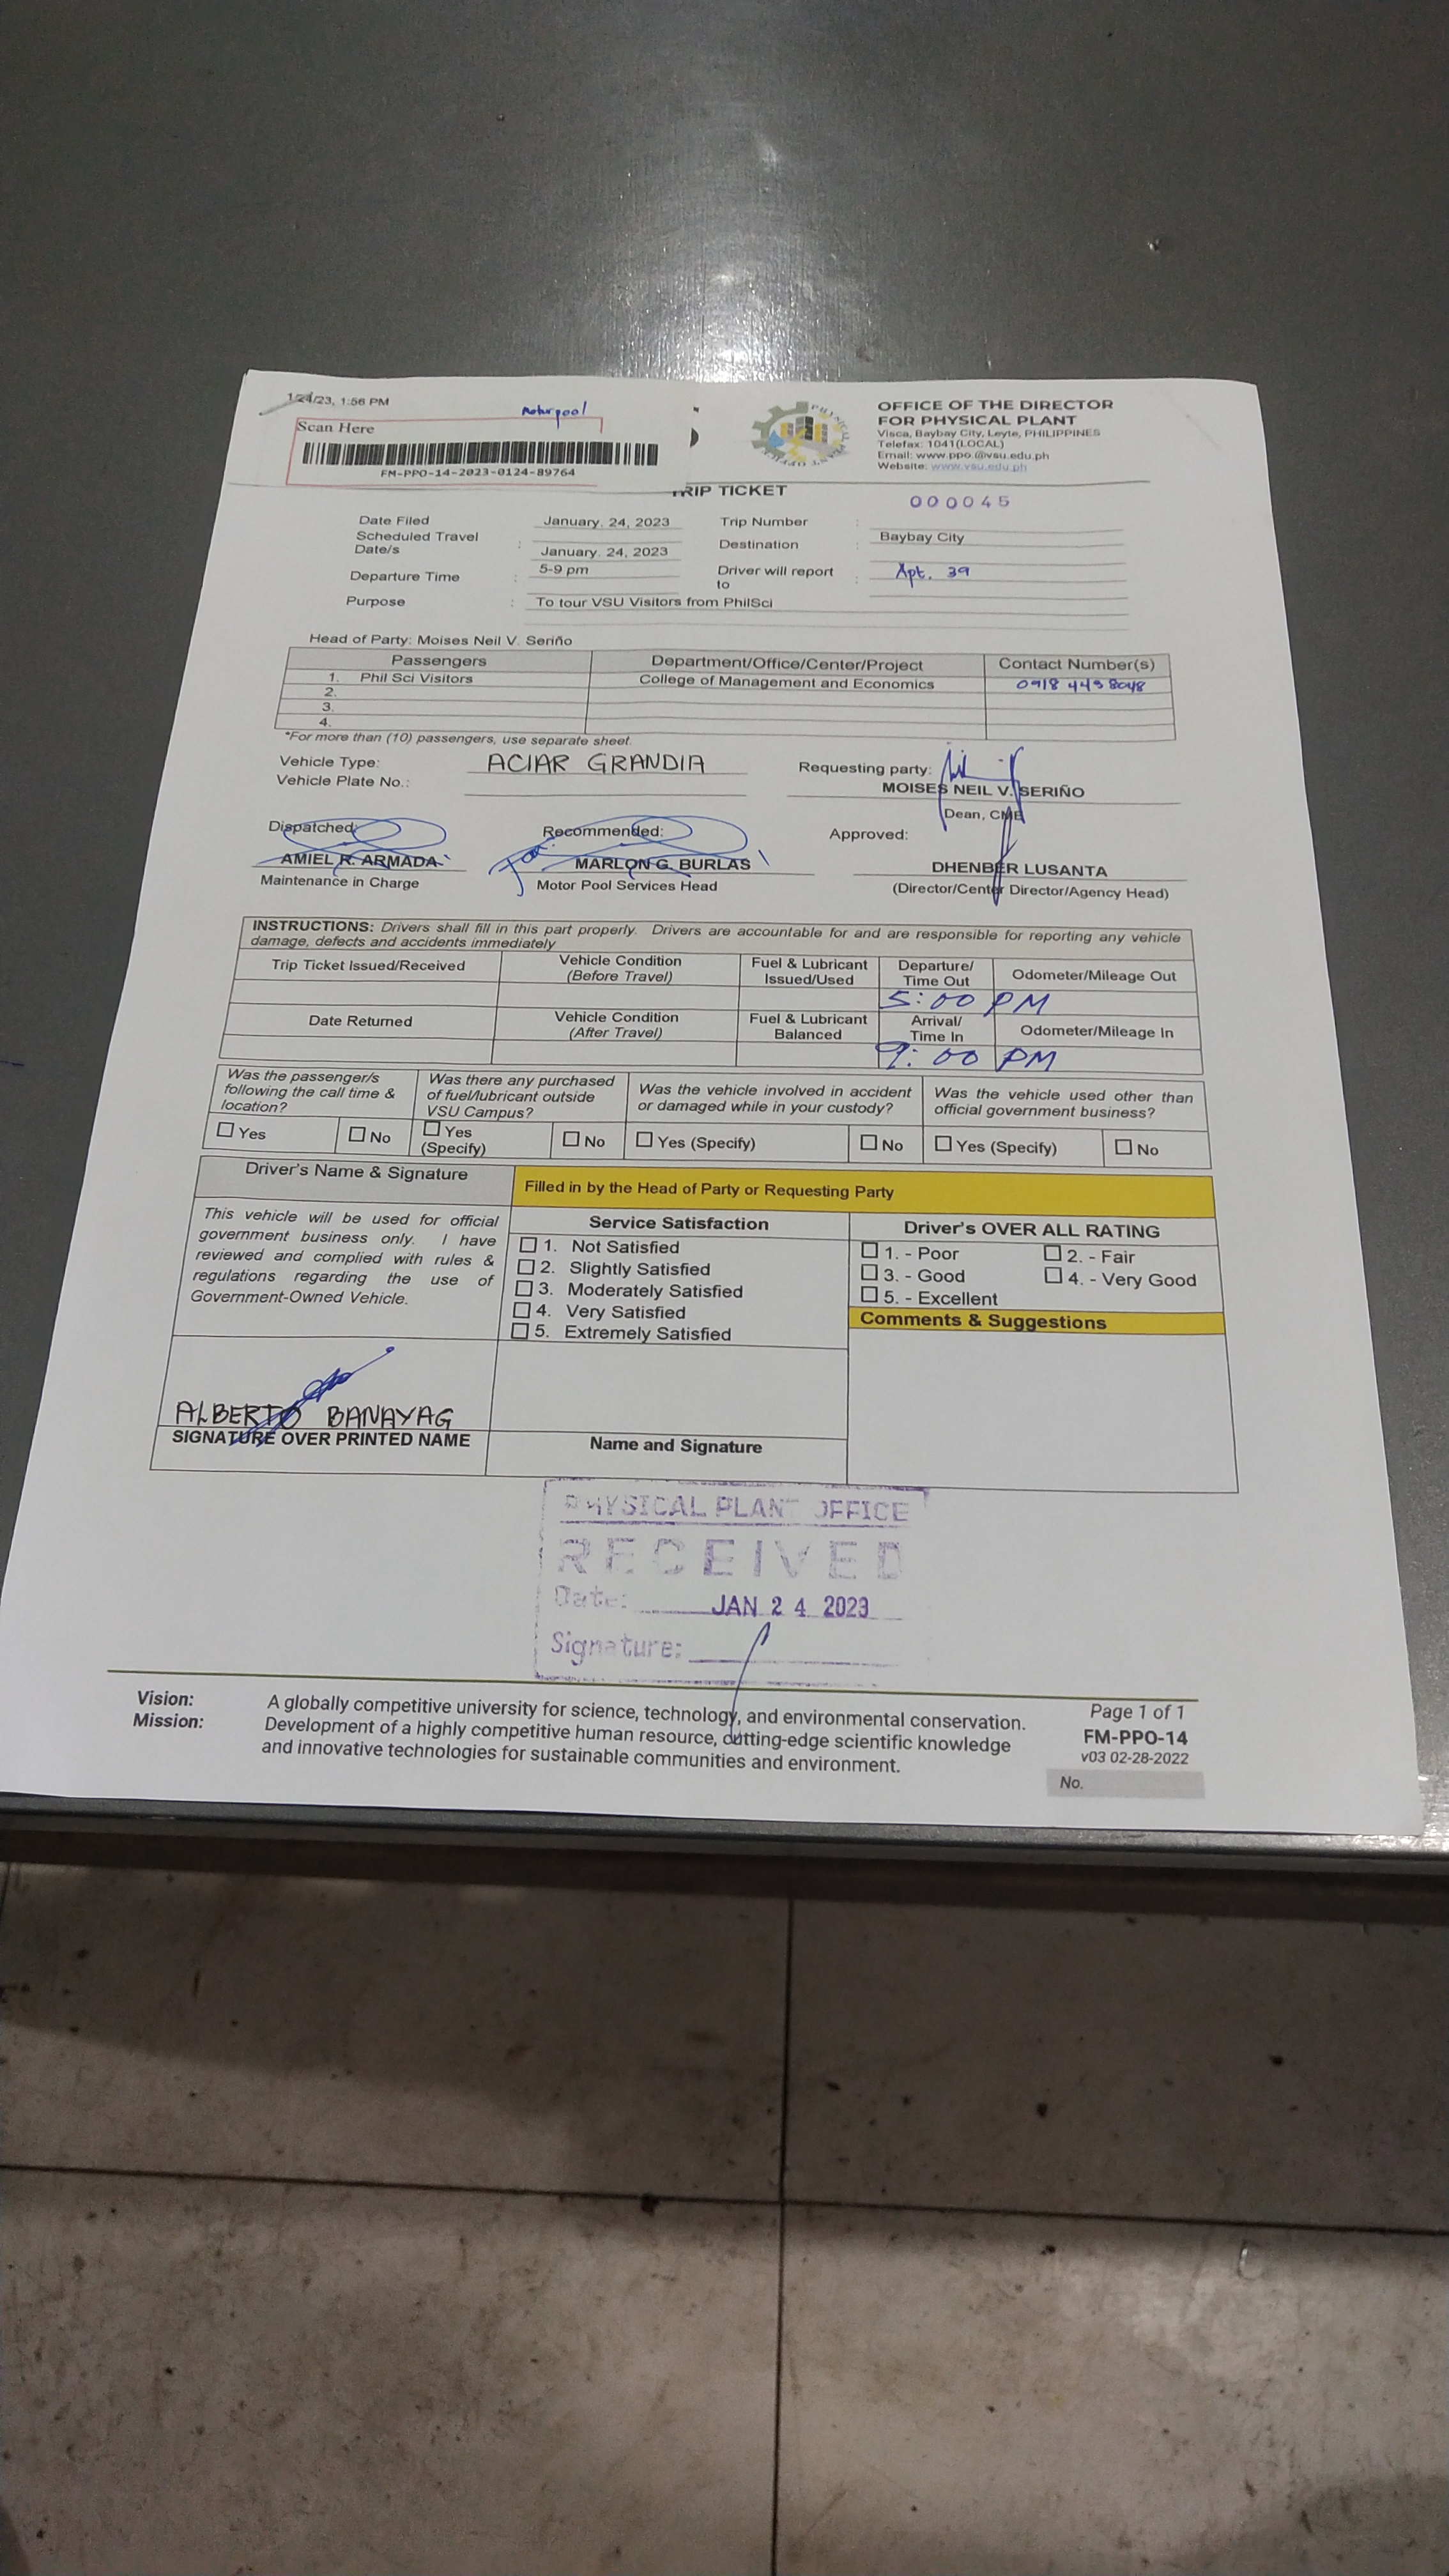 1/24/23, 1:56 PM
Motorpool
Scan Here
FM-PPO-14-2023-0124-89764
OFFICE OF THE DIRECTOR
FOR PHYSICAL PLANT
Visca, Baybay City, Leyte, PHILIPPINES
Telefax: 1041(LOCAL)
Email: www.ppo.@vsu.edu.ph
Website: www.vsu.edu.ph
TRIP TICKET
000045
Date Filed January. 24, 2023 Trip Number :
Scheduled Travel Date/s : January. 24, 2023 Destination : Baybay City
Departure Time : 5-9 pm Driver will report to : Apt. 39
Purpose : To tour VSU Visitors from PhilSci
Head of Party: Moises Neil V. Seriño
Passengers Department/Office/Center/Project Contact Number(s)
1. Phil Sci Visitors College of Management and Economics 0918 443 8048
2.
3.
4.
*For more than (10) passengers, use separate sheet.
Vehicle Type: ACIAR GRANDIA Requesting party:
Vehicle Plate No.: MOISES NEIL V. SERIÑO
Dean, CME
Dispatched: Recommended: Approved:
AMIEL R. ARMADA For: MARLON G. BURLAS DHENBER LUSANTA
Maintenance in Charge Motor Pool Services Head (Director/Center Director/Agency Head)
INSTRUCTIONS: Drivers shall fill in this part properly. Drivers are accountable for and are responsible for reporting any vehicle
damage, defects and accidents immediately
Trip Ticket Issued/Received Vehicle Condition (Before Travel) Fuel & Lubricant Issued/Used Departure/ Time Out Odometer/Mileage Out
5:00 PM
Date Returned Vehicle Condition (After Travel) Fuel & Lubricant Balanced Arrival/ Time In Odometer/Mileage In
9:00 PM
Was the passenger/s following the call time & location? Was there any purchased of fuel/lubricant outside VSU Campus? Was the vehicle involved in accident or damaged while in your custody? Was the vehicle used other than official government business?
Yes No Yes (Specify) No Yes (Specify) No Yes (Specify) No
Driver's Name & Signature Filled in by the Head of Party or Requesting Party
This vehicle will be used for official
government business only. I have
reviewed and complied with rules &
regulations regarding the use of
Government-Owned Vehicle.
Service Satisfaction
1. Not Satisfied
2. Slightly Satisfied
3. Moderately Satisfied
4. Very Satisfied
5. Extremely Satisfied
Driver's OVER ALL RATING
1. - Poor 2. - Fair
3. - Good 4. - Very Good
5. - Excellent
Comments & Suggestions
ALBERTO BANAYAG
SIGNATURE OVER PRINTED NAME Name and Signature
PHYSICAL PLANT OFFICE
RECEIVED
Date: JAN 24 2023
Signature:
Vision: A globally competitive university for science, technology, and environmental conservation.
Mission: Development of a highly competitive human resource, cutting-edge scientific knowledge
and innovative technologies for sustainable communities and environment.
Page 1 of 1
FM-PPO-14
v03 02-28-2022
No.